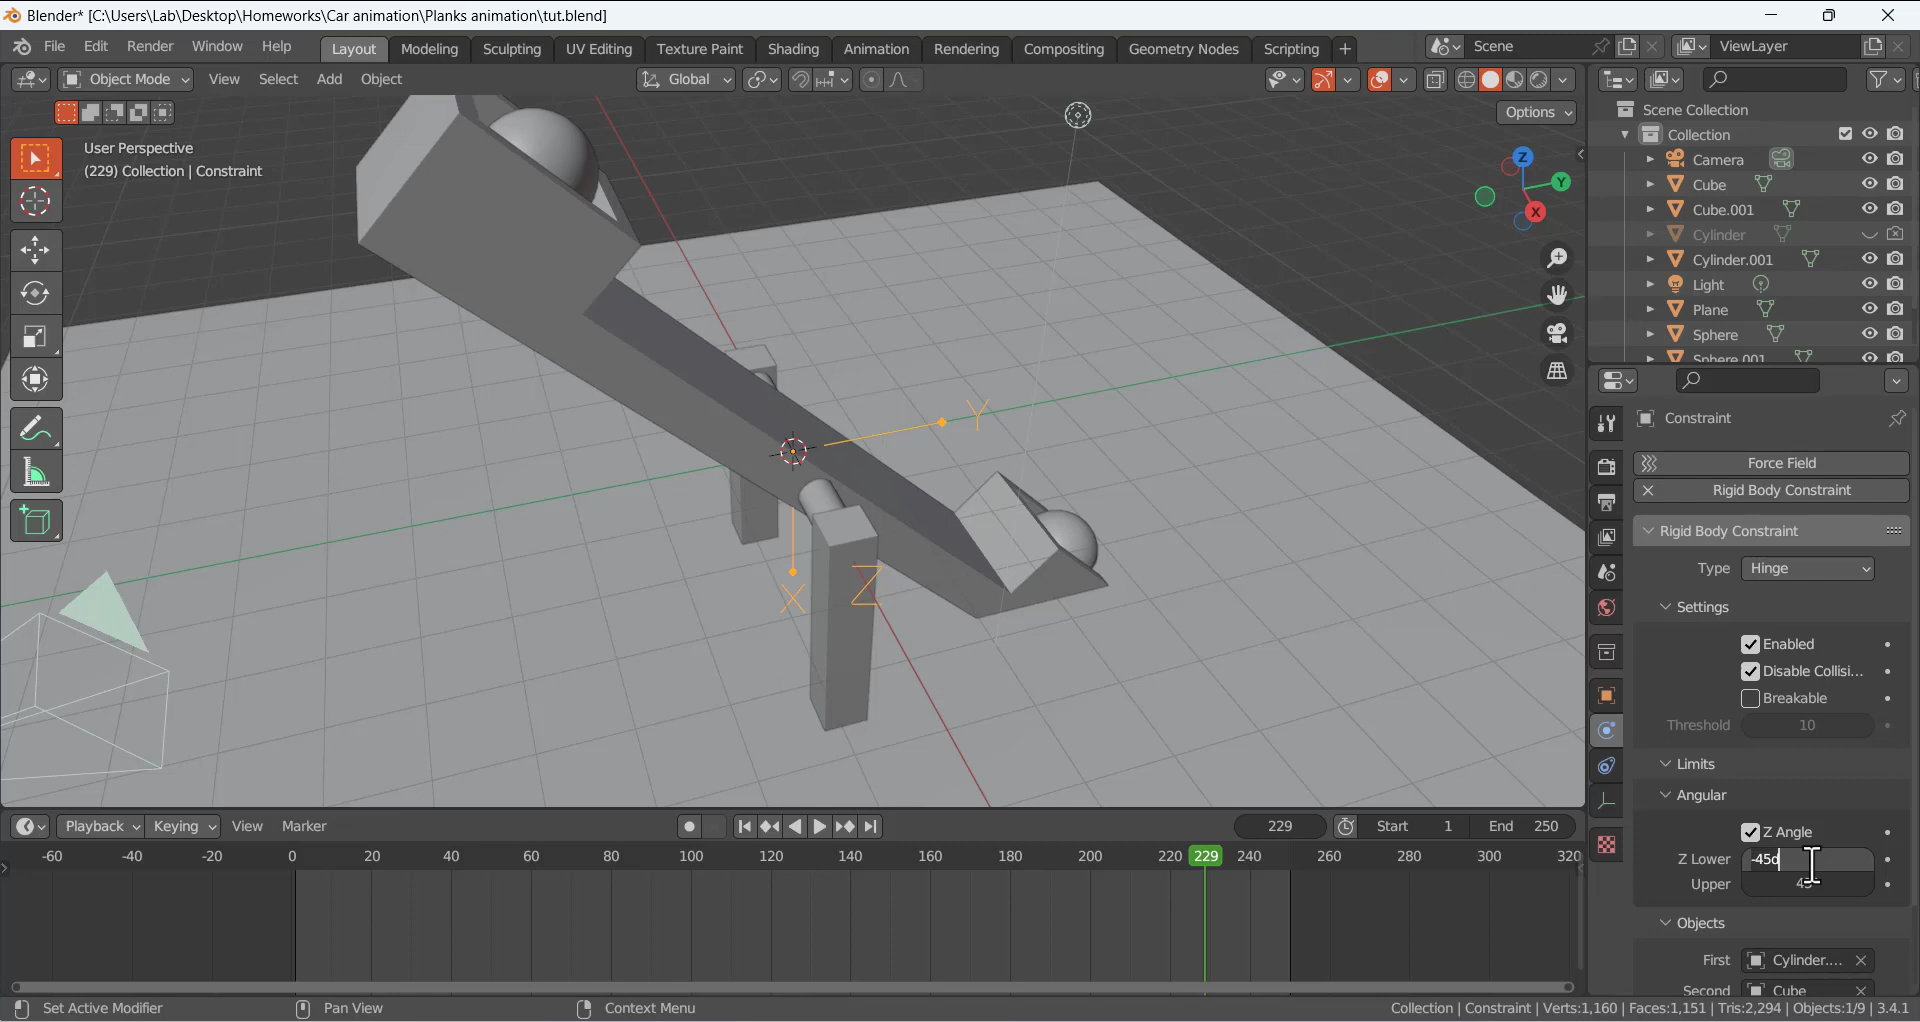 Blender* [C:\Users\Lab\Desktop\Homeworks\Car animation\Planks animation\tut.blend]
File Edit Render Window Help Layout Modeling Sculpting UV Editing Texture Paint Shading Animation Rendering Compositing Geometry Nodes Scripting + Scene ViewLayer
Object Mode View Select Add Object Global
Options
User Perspective
(229) Collection | Constraint
Z
Y
X
Y
X
Z
Scene Collection
Collection
Camera
Cube
Cube.001
Cylinder
Cylinder.001
Light
Plane
Sphere
Sphere.001
Constraint
Force Field
Rigid Body Constraint
Rigid Body Constraint
Type Hinge
Settings
Enabled
Disable Collisi...
Breakable
Threshold 10
Limits
Angular
Z Angle
Z Lower -45d
Upper
Objects
First Cylinder....
Second Cube
Playback Keying View Marker 229 Start 1 End 250
-60 -40 -20 0 20 40 60 80 100 120 140 160 180 200 220 229 240 260 280 300 320
Set Active Modifier Pan View Context Menu Collection | Constraint | Verts:1,160 | Faces:1,151 | Tris:2,294 | Objects:1/9 | 3.4.1